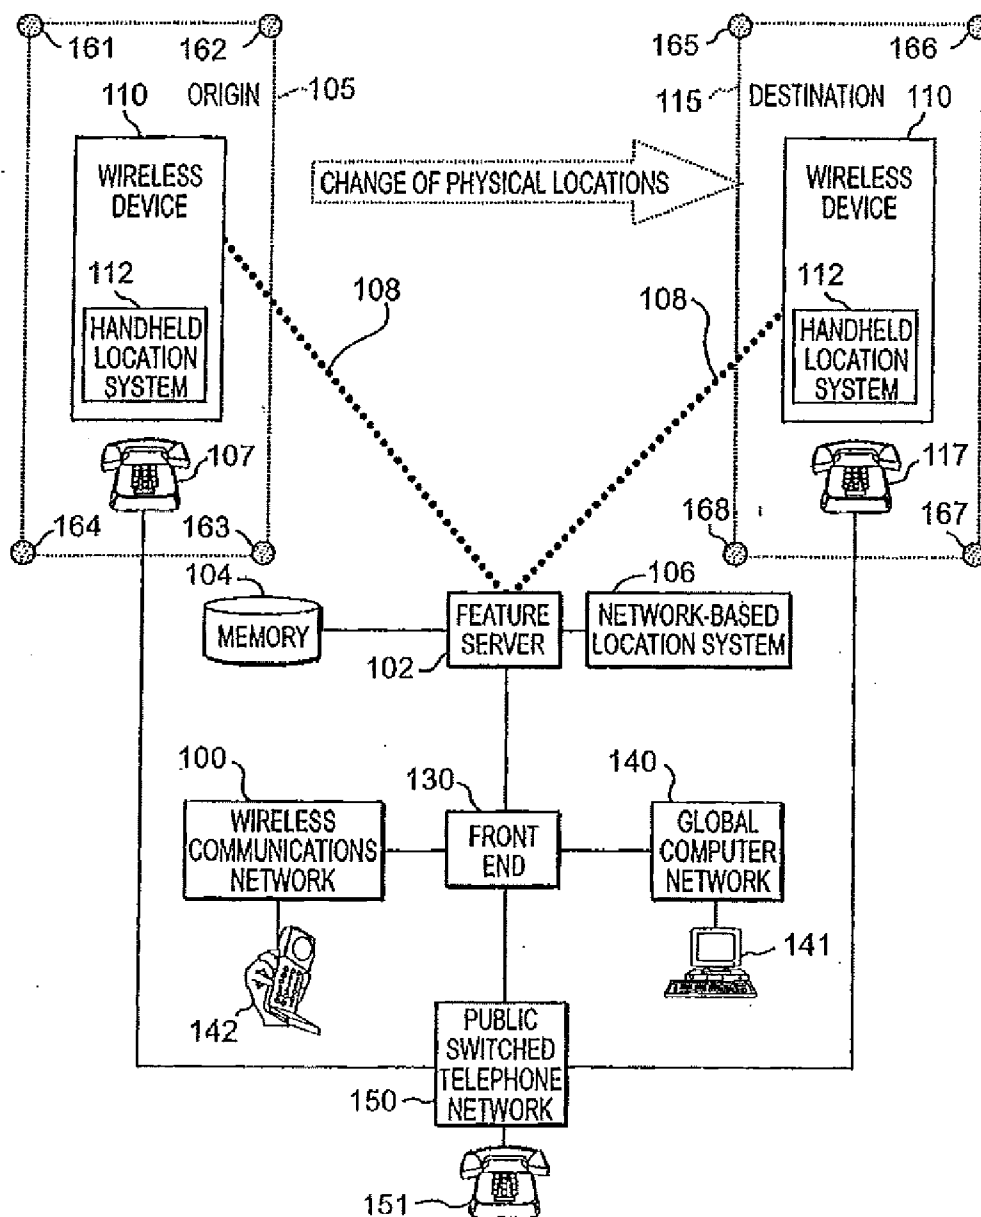 161
162
165
166
110
ORIGIN
105
115
DESTINATION
110
WIRELESS
DEVICE
CHANGE OF PHYSICAL LOCATIONS
WIRELESS
DEVICE
112
HANDHELD
LOCATION
SYSTEM
108
108
112
HANDHELD
LOCATION
SYSTEM
107
117
164
163
168
167
104
MEMORY
FEATURE
SERVER
102
106
NETWORK-BASED
LOCATION SYSTEM
100
WIRELESS
COMMUNICATIONS
NETWORK
130
FRONT
END
140
GLOBAL
COMPUTER
NETWORK
142
141
PUBLIC
SWITCHED
TELEPHONE
NETWORK
150
151